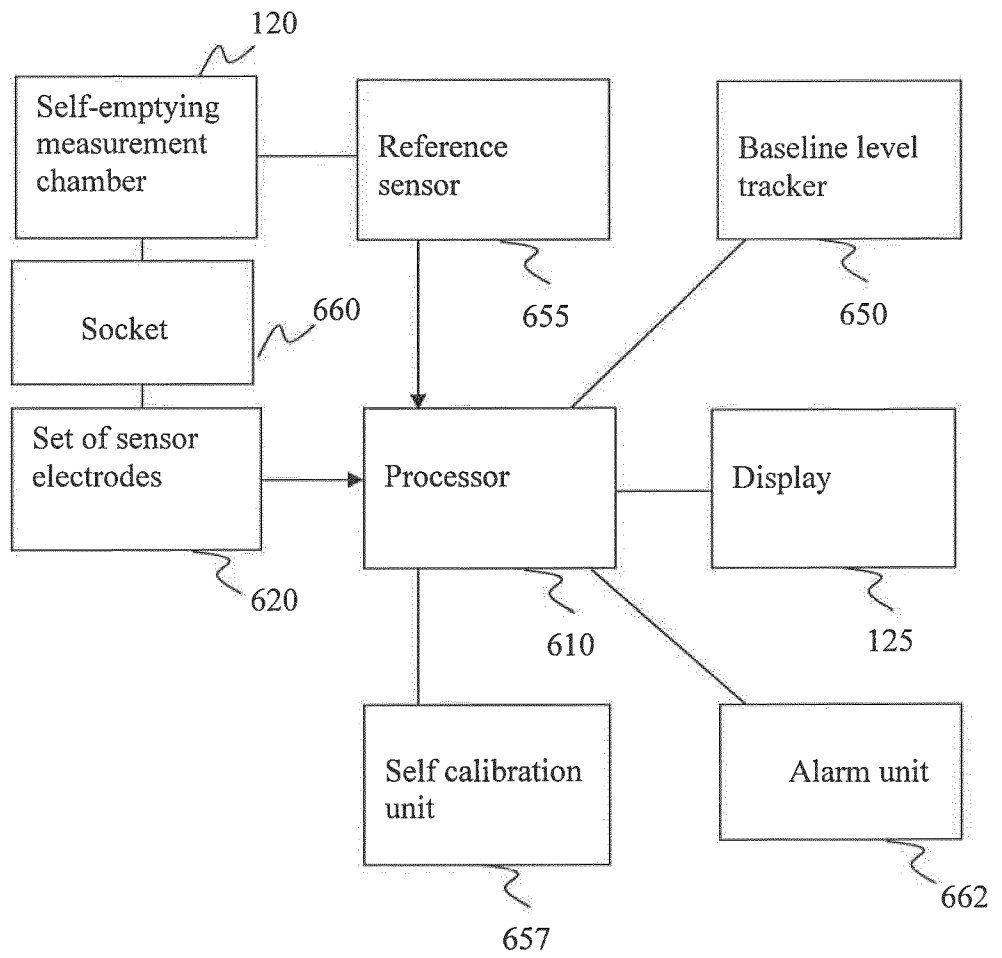 120
Self-emptying
measurement
chamber
Reference
sensor
Baseline level
tracker
655
650
Socket
660
Set of sensor
electrodes
Processor
Display
620
610
125
Self calibration
unit
Alarm unit
657
662